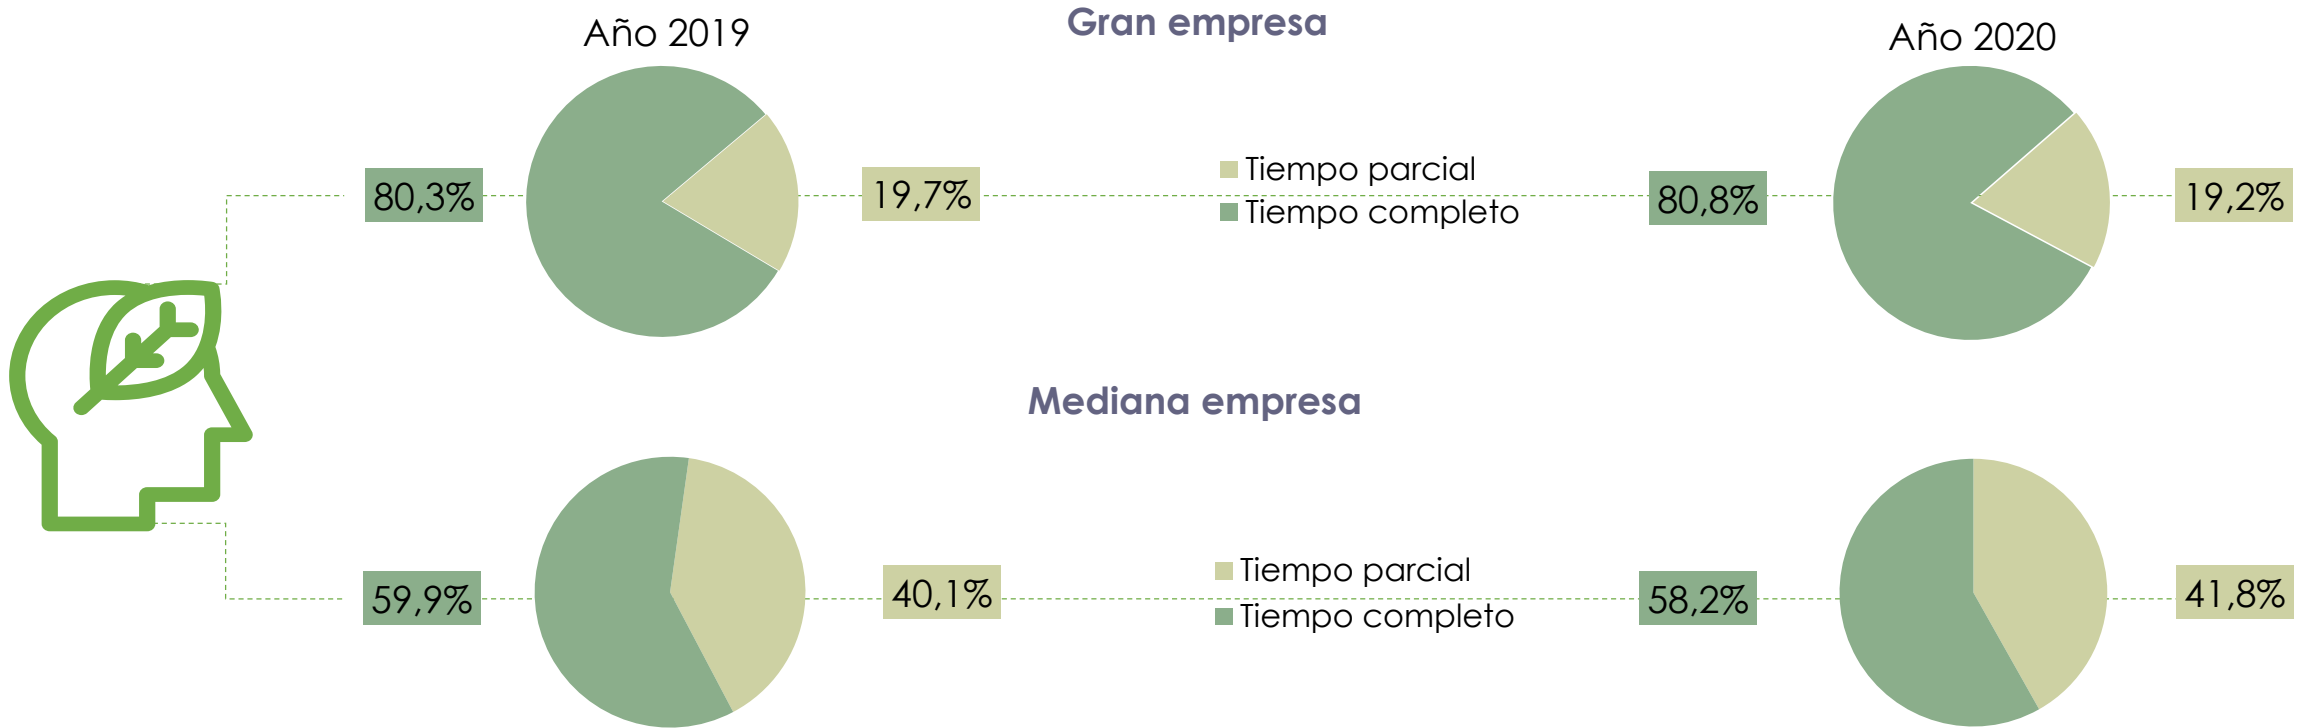 Gran empresa
Año 2019
Año 2020
80,3%
19,7%
Tiempo parcial
Tiempo completo
80,8%
19,2%
Mediana empresa
59,9%
40,1%
Tiempo parcial
Tiempo completo
58,2%
41,8%